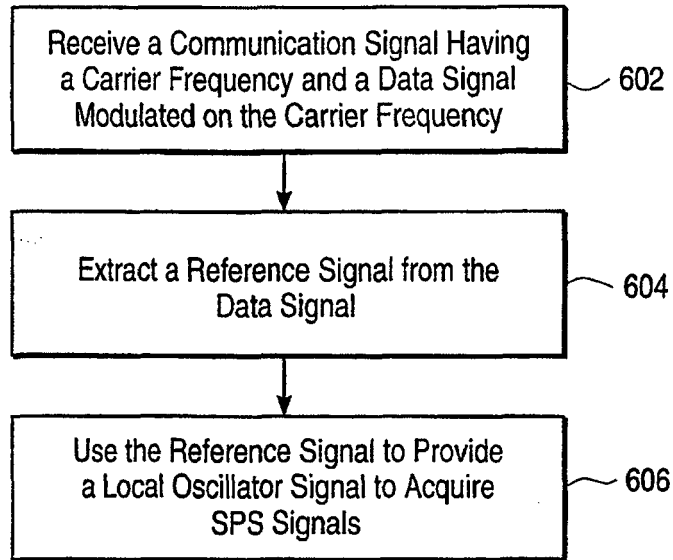 Receive a Communication Signal Having
a Carrier Frequency and a Data Signal
Modulated on the Carrier Frequency
602
Extract a Reference Signal from the
Data Signal
604
Use the Reference Signal to Provide
a Local Oscillator Signal to Acquire
SPS Signals
606